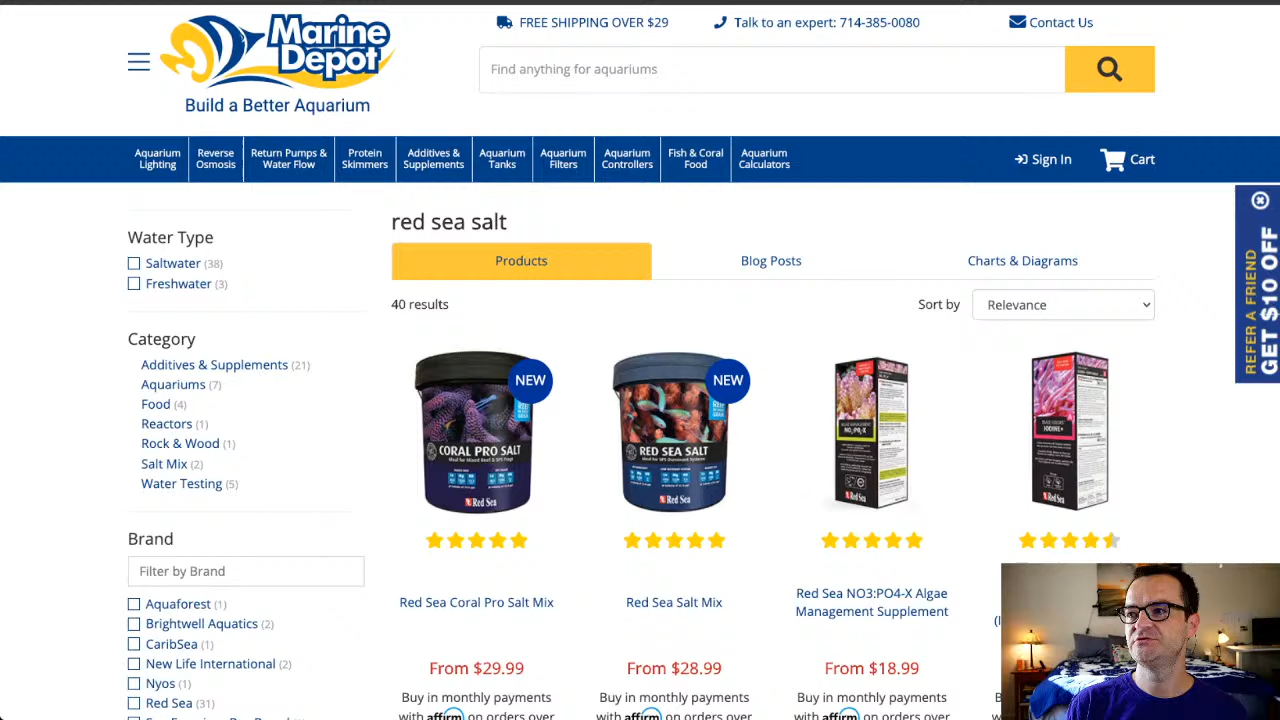 FREE SHIPPING OVER $29
Talk to an expert: 714-385-0080
Contact Us
Marine
Depot
Build a Better Aquarium
Find anything for aquariums
Aquarium
Lighting
Reverse
Osmosis
Return Pumps &
Water Flow
Protein
Skimmers
Additives &
Supplements
Aquarium
Tanks
Aquarium
Filters
Aquarium
Controllers
Fish & Coral
Food
Aquarium
Calculators
Sign In
Cart
REFER A FRIEND
GET $10 OFF
Water Type
Saltwater (38)
Freshwater (3)
Category
Additives & Supplements (21)
Aquariums (7)
Food (4)
Reactors (1)
Rock & Wood (1)
Salt Mix (2)
Water Testing (5)
Brand
Filter by Brand
Aquaforest (1)
Brightwell Aquatics (2)
CaribSea (1)
New Life International (2)
Nyos (1)
Red Sea (31)
red sea salt
Products
Blog Posts
Charts & Diagrams
40 results
Sort by
Relevance
NEW
CORAL PRO SALT
Red Sea
NEW
RED SEA SALT
Red Sea
NO3:PO4-X
Red Sea
IODINE+
Red Sea
Red Sea Coral Pro Salt Mix
Red Sea Salt Mix
Red Sea NO3:PO4-X Algae
Management Supplement
From $29.99
From $28.99
From $18.99
Buy in monthly payments
with affirm on orders over
Buy in monthly payments
with affirm on orders over
Buy in monthly payments
with affirm on orders over